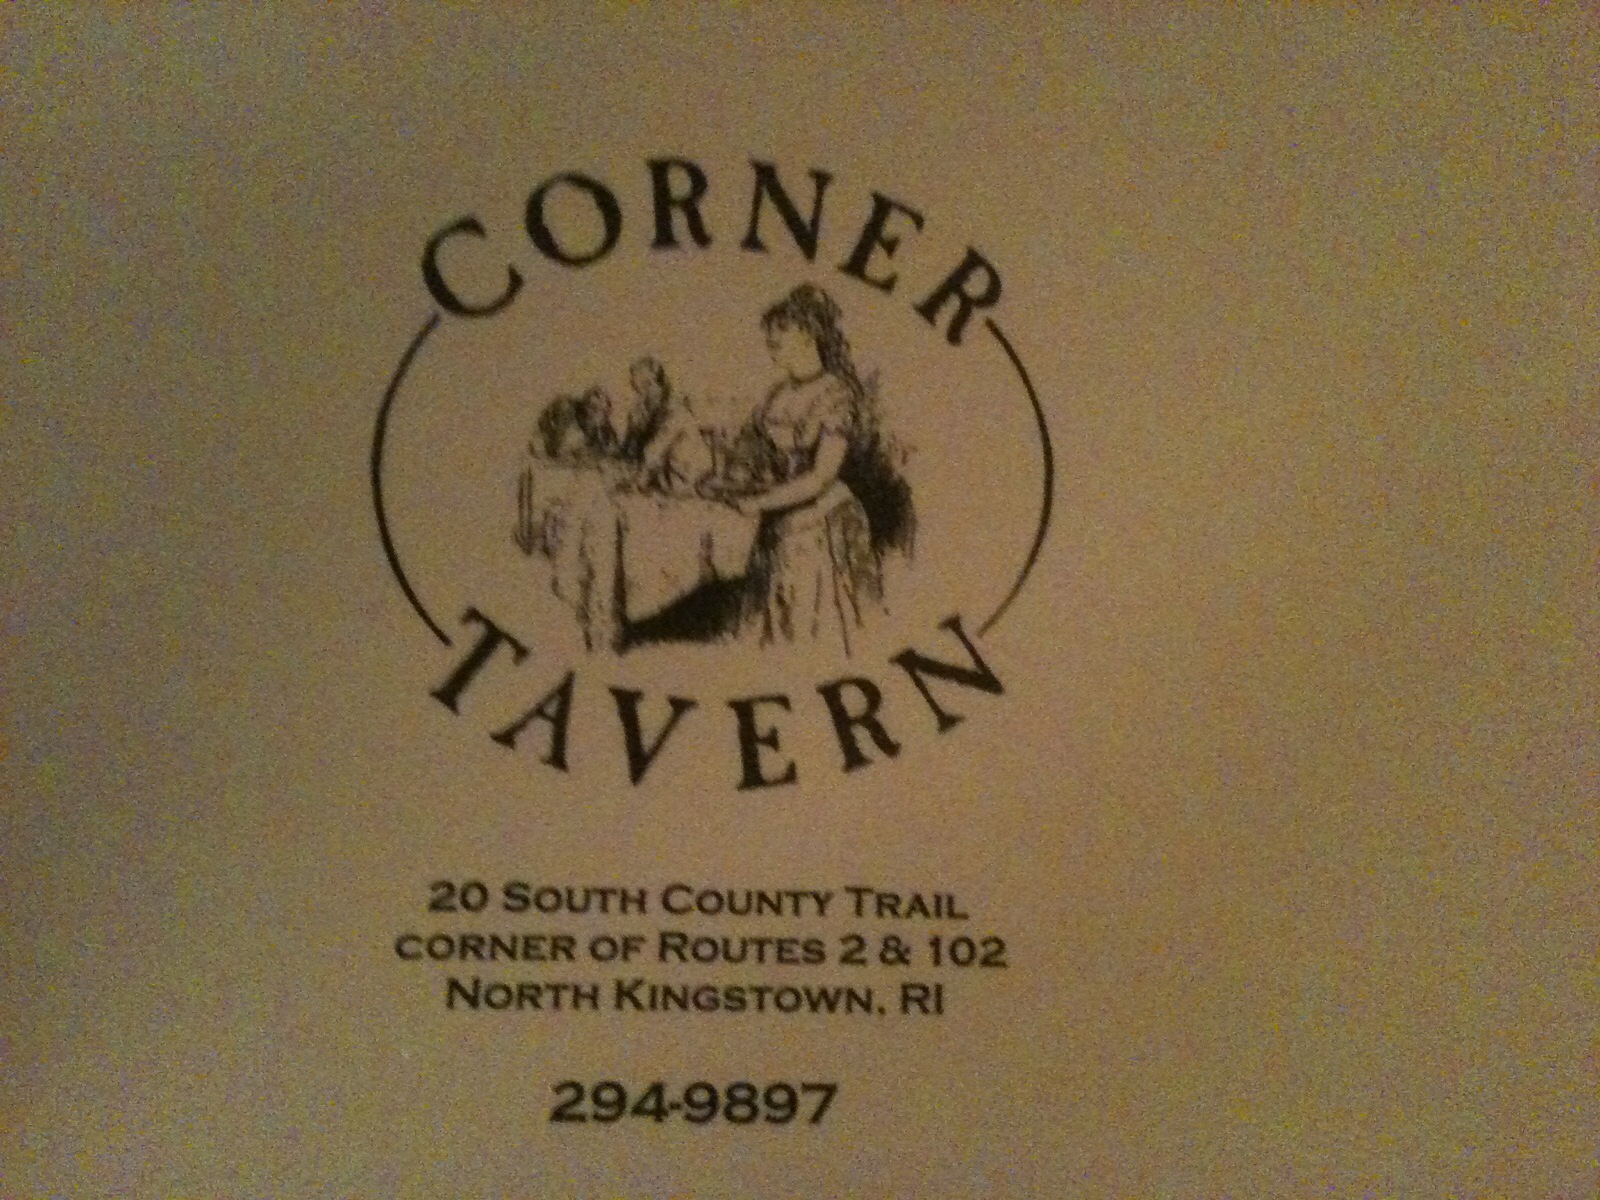 CORNER
TAVERN
20 SOUTH COUNTY TRAIL
CORNER OF ROUTES 2 & 102
NORTH KINGSTOWN, RI
294-9897